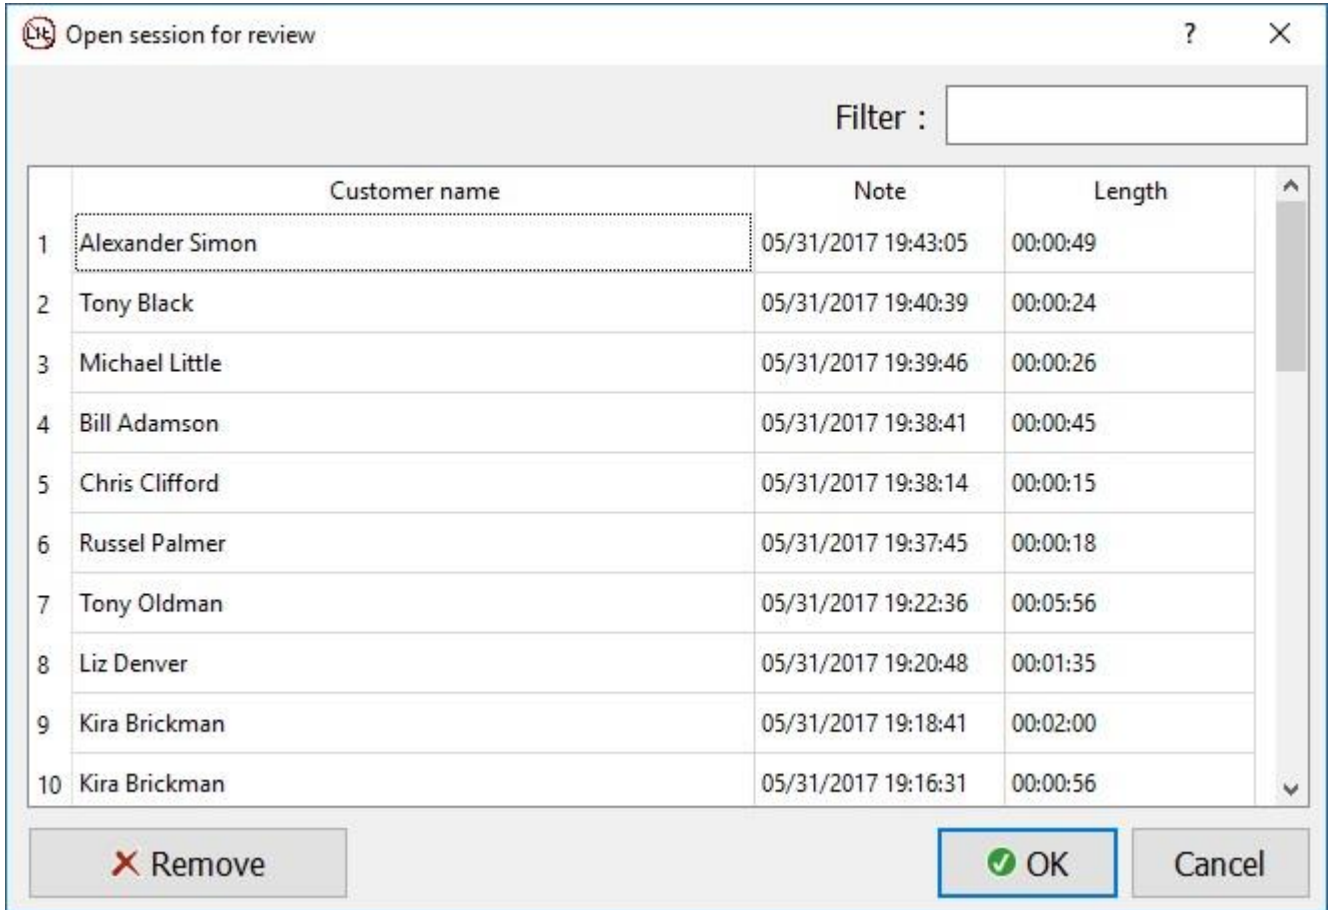 LHE Open session for review ?
Filter :
Customer name Note Length
1 Alexander Simon 05/31/2017 19:43:05 00:00:49
2 Tony Black 05/31/2017 19:40:39 00:00:24
3 Michael Little 05/31/2017 19:39:46 00:00:26
4 Bill Adamson 05/31/2017 19:38:41 00:00:45
5 Chris Clifford 05/31/2017 19:38:14 00:00:15
6 Russel Palmer 05/31/2017 19:37:45 00:00:18
7 Tony Oldman 05/31/2017 19:22:36 00:05:56
8 Liz Denver 05/31/2017 19:20:48 00:01:35
9 Kira Brickman 05/31/2017 19:18:41 00:02:00
10 Kira Brickman 05/31/2017 19:16:31 00:00:56
Remove OK Cancel